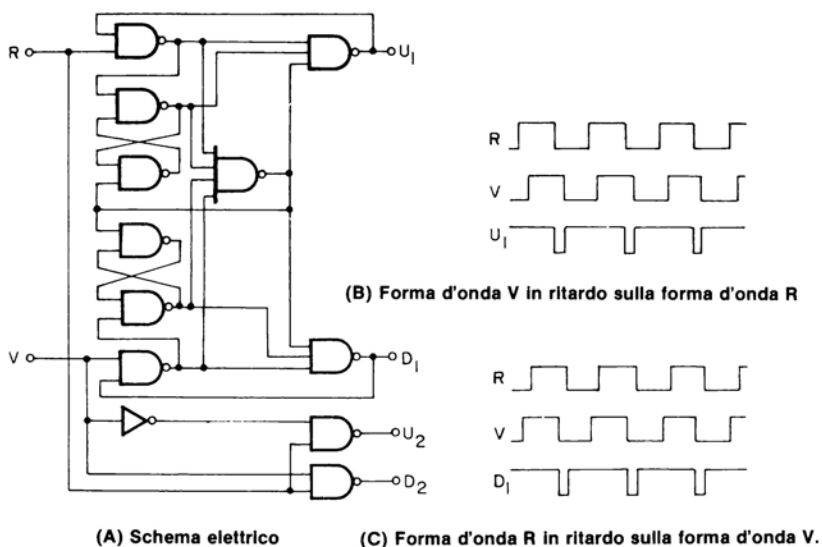 R
U1
V
D1
U2
D2
(A) Schema elettrico
R
V
U1
(B) Forma d'onda V in ritardo sulla forma d'onda R
R
V
D1
(C) Forma d'onda R in ritardo sulla forma d'onda V.